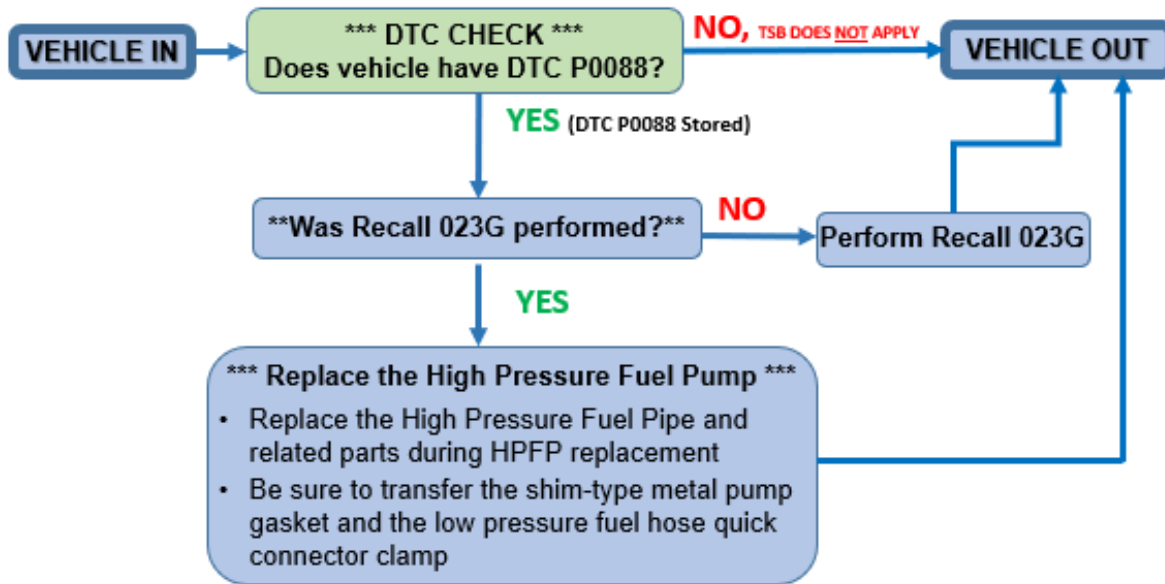 VEHICLE IN
*** DTC CHECK ***
Does vehicle have DTC P0088?
NO, TSB DOES NOT APPLY
VEHICLE OUT
YES (DTC P0088 Stored)
**Was Recall 023G performed?**
NO
Perform Recall 023G
YES
*** Replace the High Pressure Fuel Pump ***
• Replace the High Pressure Fuel Pipe and
related parts during HPFP replacement
• Be sure to transfer the shim-type metal pump
gasket and the low pressure fuel hose quick
connector clamp